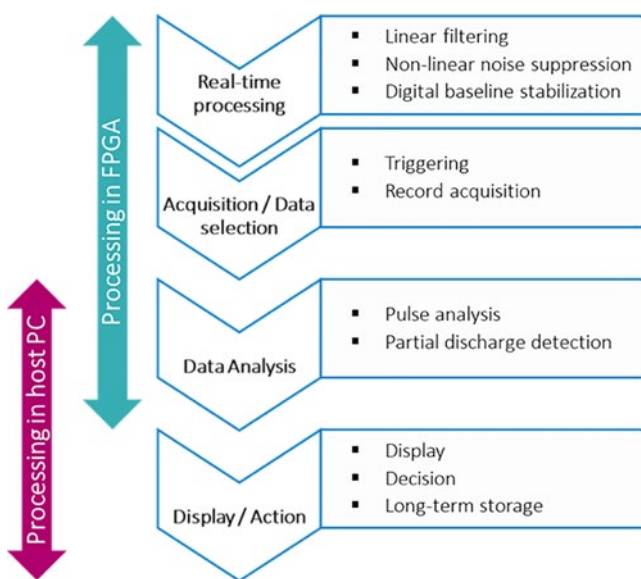 Processing in FPGA
Processing in host PC
Real-time
processing
▪ Linear filtering
▪ Non-linear noise suppression
▪ Digital baseline stabilization
Acquisition / Data
selection
▪ Triggering
▪ Record acquisition
Data Analysis
▪ Pulse analysis
▪ Partial discharge detection
Display / Action
▪ Display
▪ Decision
▪ Long-term storage